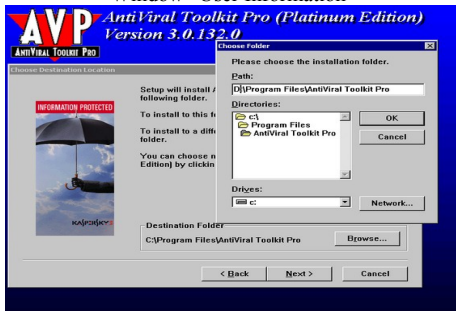 Window "User Information"
AVP
ANTIVIRAL TOOLKIT PRO
AntiViral Toolkit Pro (Platinum Edition)
Version 3.0.132.0
Choose Destination Location
INFORMATION PROTECTED
KASPERSKY
Setup will install A
following folder.
To install to this f
To install to a diffe
folder.
You can choose n
Edition) by clickin
Destination Folder
C:\Program Files\AntiViral Toolkit Pro
Browse...
< Back
Next >
Cancel
Choose Folder
Please choose the installation folder.
Path:
D|\Program Files\AntiViral Toolkit Pro
Directories:
c:\
Program Files
AntiViral Toolkit Pro
OK
Cancel
Drives:
c:
Network...